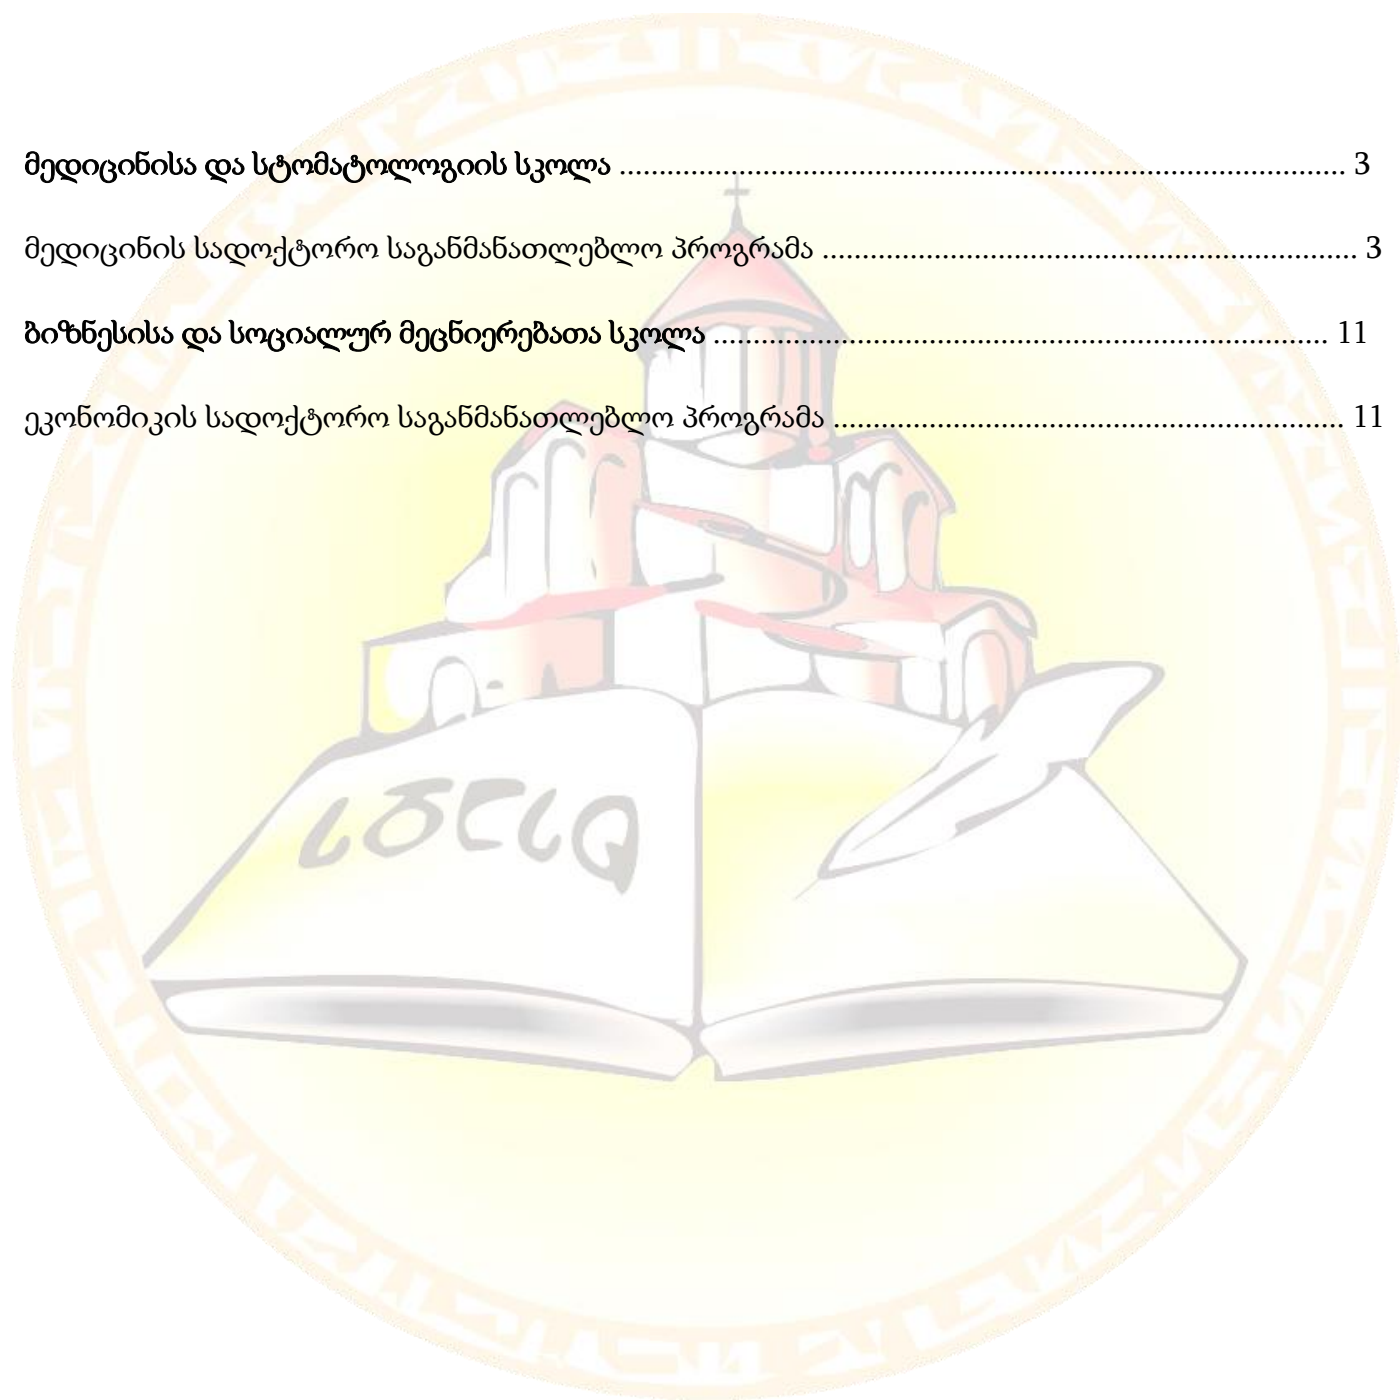 მედიცინისა და სტომატოლოგიის სკოლა ........................................................................................... 3
მედიცინის სადოქტორო საგანმანათლებლო პროგრამა ................................................................... 3
ბიზნესისა და სოციალურ მეცნიერებათა სკოლა ............................................................................. 11
ეკონომიკის სადოქტორო საგანმანათლებლო პროგრამა ................................................................ 11